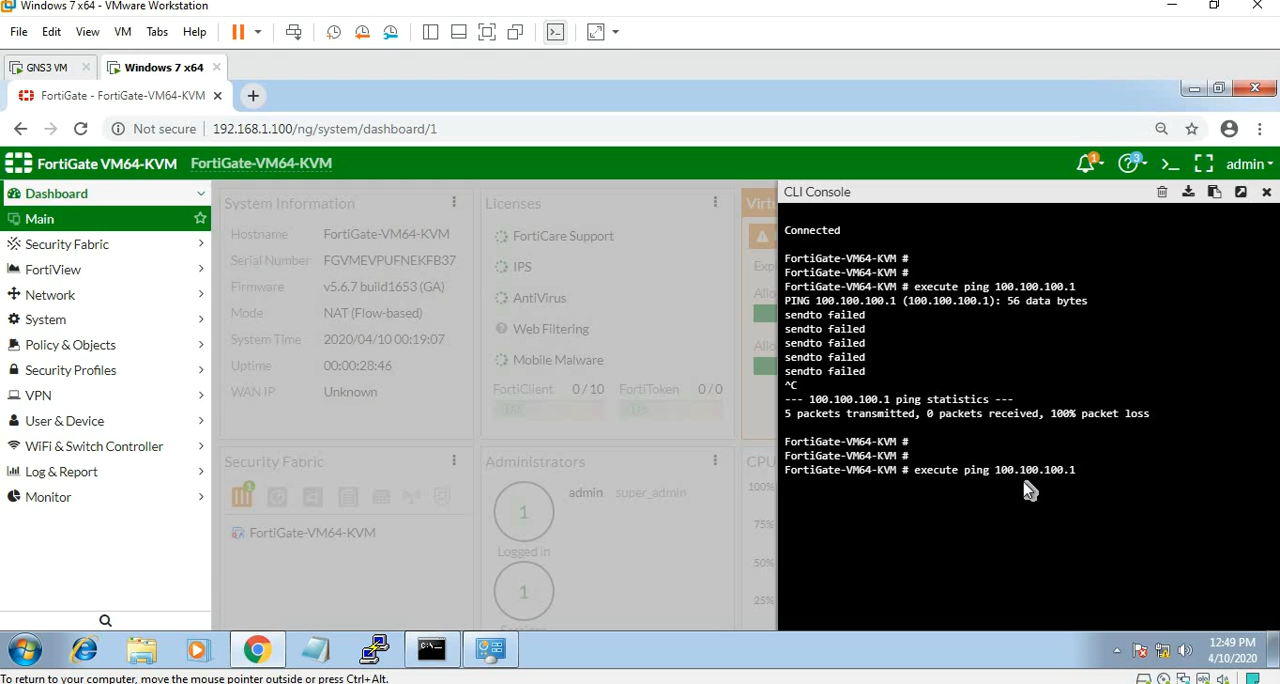 Windows 7 x64 - VMware Workstation
File Edit View VM Tabs Help
GNS3 VM Windows 7 x64
FortiGate - FortiGate-VM64-KVM
Not secure 192.168.1.100/ng/system/dashboard/1
FortiGate VM64-KVM FortiGate-VM64-KVM 1 3 admin
Dashboard
Main
Security Fabric
FortiView
Network
System
Policy & Objects
Security Profiles
VPN
User & Device
WiFi & Switch Controller
Log & Report
Monitor
System Information
Hostname FortiGate-VM64-KVM
Serial Number FGVMEVPUFNEKFB37
Firmware v5.6.7 build1653 (GA)
Mode NAT (Flow-based)
System Time 2020/04/10 00:19:07
Uptime 00:00:28:46
WAN IP Unknown
Licenses
FortiCare Support
IPS
AntiVirus
Web Filtering
Mobile Malware
FortiClient 0/10 FortiToken 0/0
0% 0%
Virt
Exp
Allo
Allo
Security Fabric
1
FortiGate-VM64-KVM
Administrators
1 admin super_admin
Logged in
1
CPU
100%
75%
50%
25%
CLI Console
Connected
FortiGate-VM64-KVM #
FortiGate-VM64-KVM #
FortiGate-VM64-KVM # execute ping 100.100.100.1
PING 100.100.100.1 (100.100.100.1): 56 data bytes
sendto failed
sendto failed
sendto failed
sendto failed
sendto failed
^C
--- 100.100.100.1 ping statistics ---
5 packets transmitted, 0 packets received, 100% packet loss
FortiGate-VM64-KVM #
FortiGate-VM64-KVM #
FortiGate-VM64-KVM # execute ping 100.100.100.1
12:49 PM
4/10/2020
To return to your computer, move the mouse pointer outside or press Ctrl+Alt.